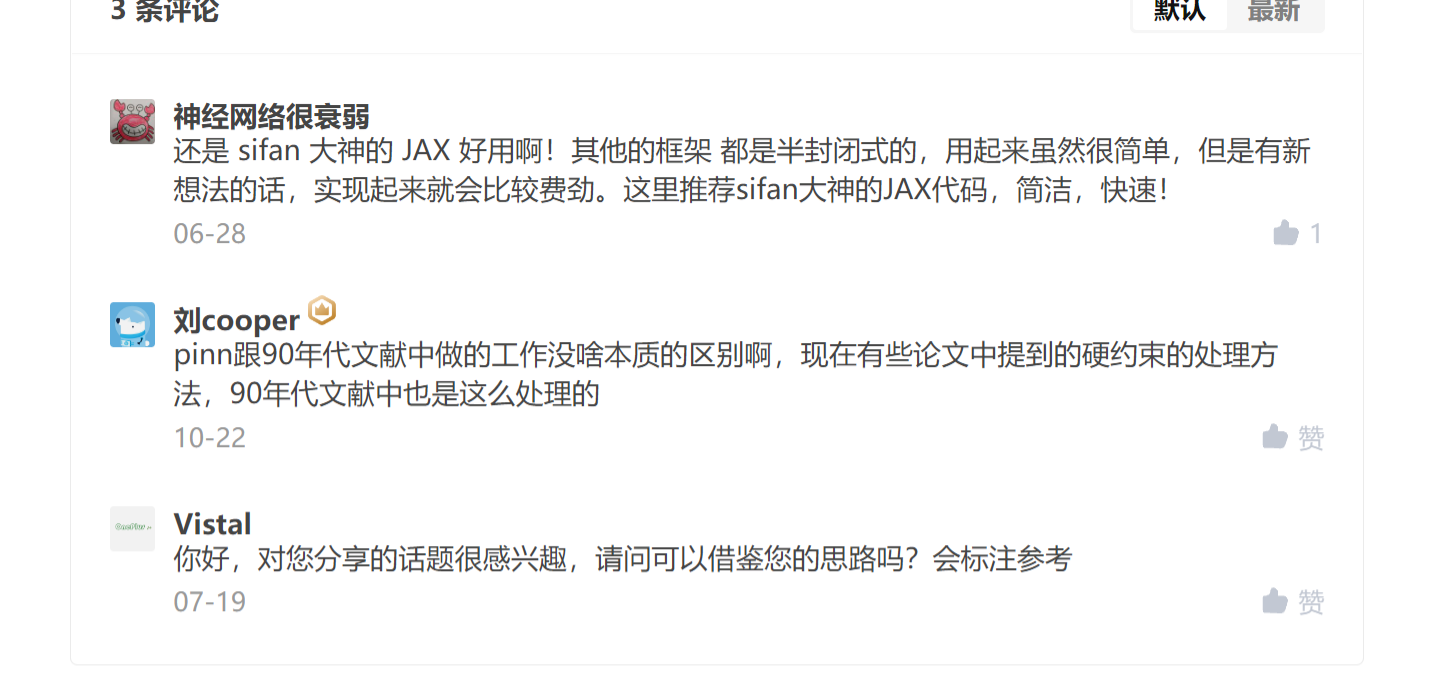 3 条评论
默认 最新
神经网络很衰弱
还是 sifan 大神的 JAX 好用啊！其他的框架 都是半封闭式的，用起来虽然很简单，但是有新
想法的话，实现起来就会比较费劲。这里推荐sifan大神的JAX代码，简洁，快速！
06-28 1
刘cooper
pinn跟90年代文献中做的工作没啥本质的区别啊，现在有些论文中提到的硬约束的处理方
法，90年代文献中也是这么处理的
10-22 赞
Vistal
你好，对您分享的话题很感兴趣，请问可以借鉴您的思路吗？会标注参考
07-19 赞